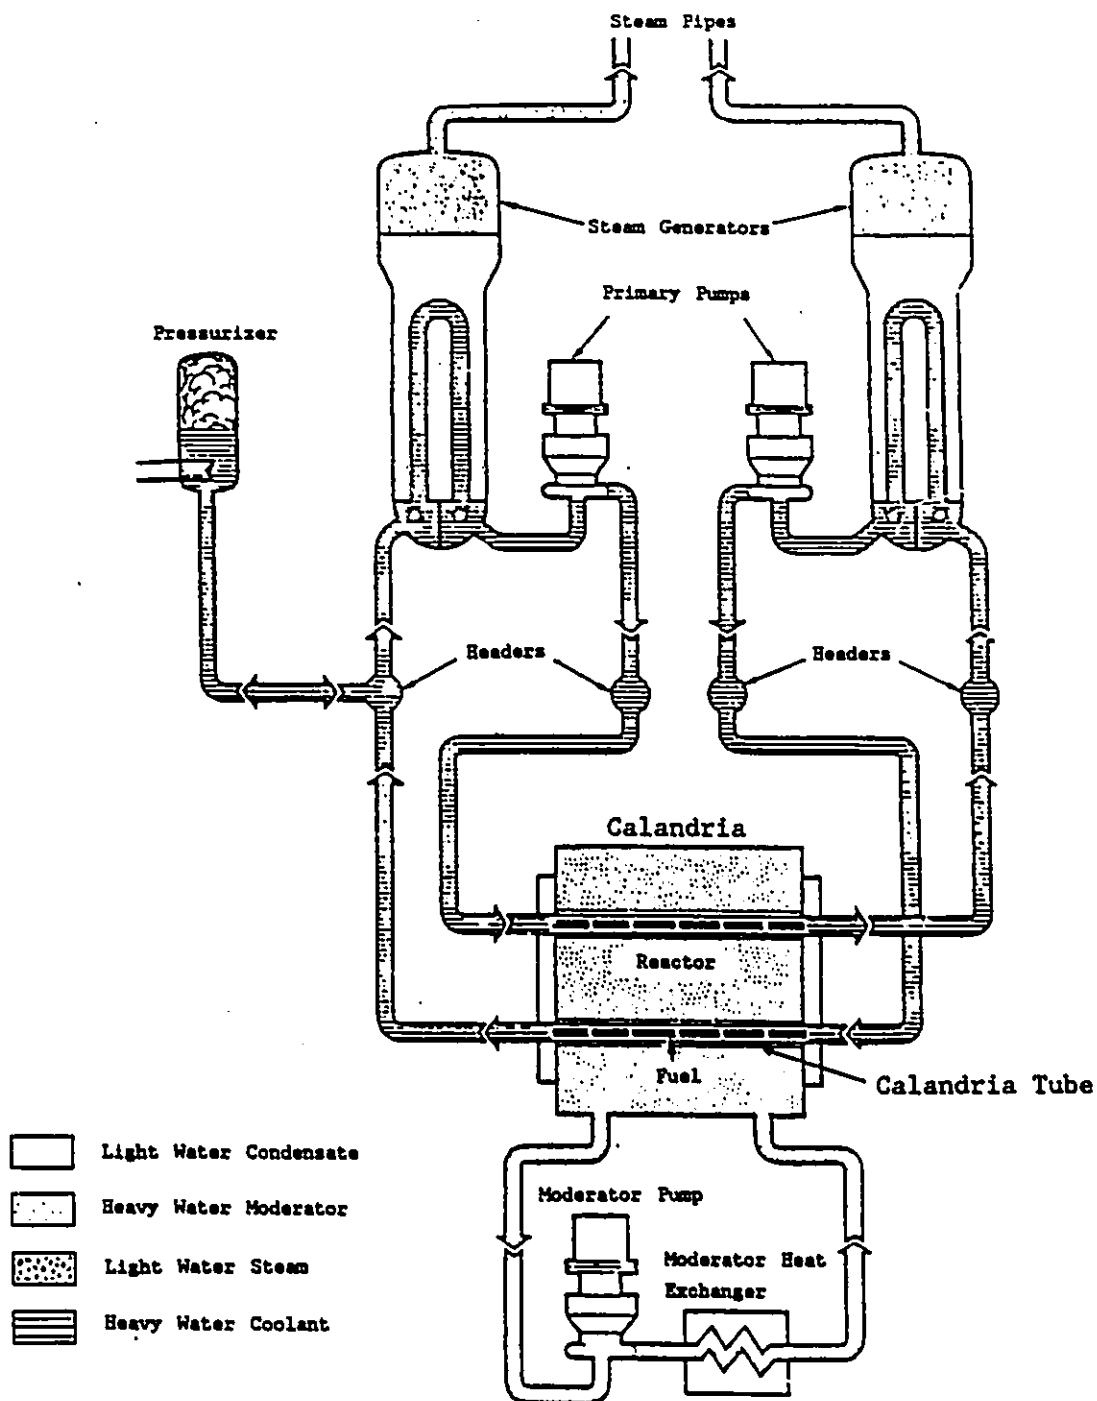 Steam Pipes
Steam Generators
Primary Pumps
Pressurizer
Headers
Headers
Calandria
Reactor
Fuel
Calandria Tube
Light Water Condensate
Heavy Water Moderator
Light Water Steam
Heavy Water Coolant
Moderator Pump
Moderator Heat
Exchanger